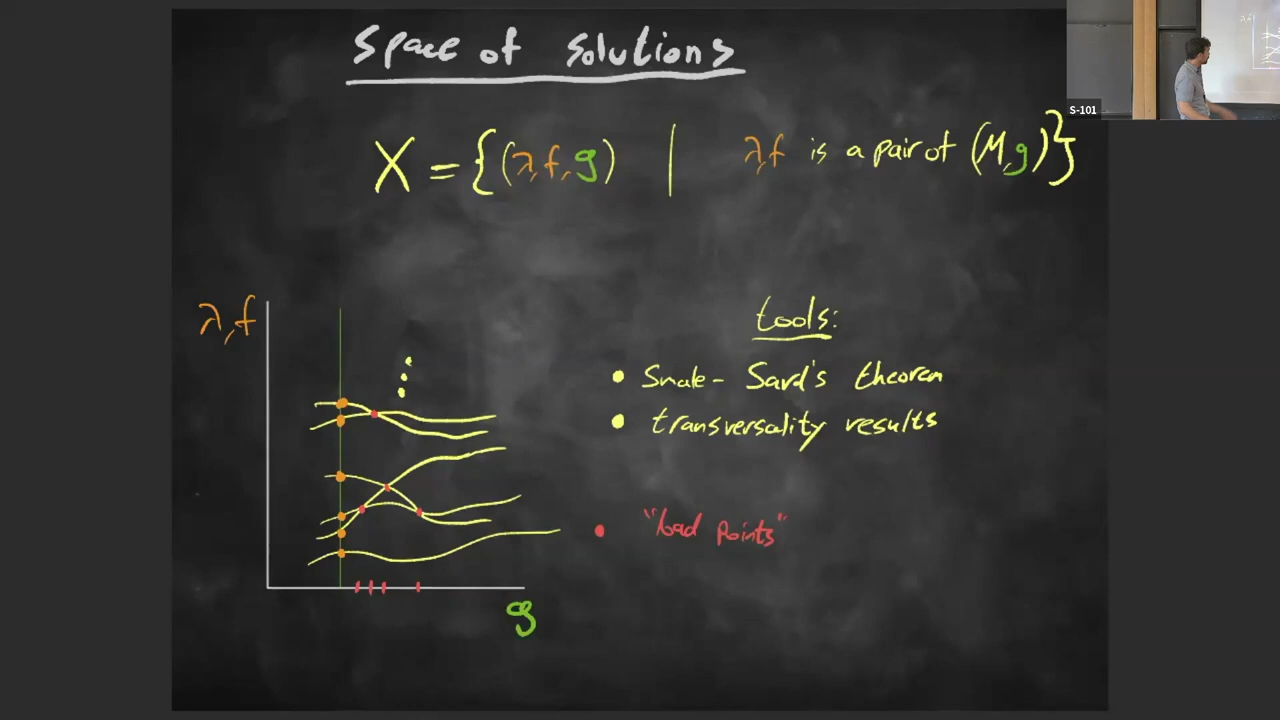 Space of solutions
S-101
X = {(λ, f, g) | λ, f is a pair of (M, g)}
λ, f
tools:
• Smale - Sard's theorem
• transversality results
• "bad points"
g